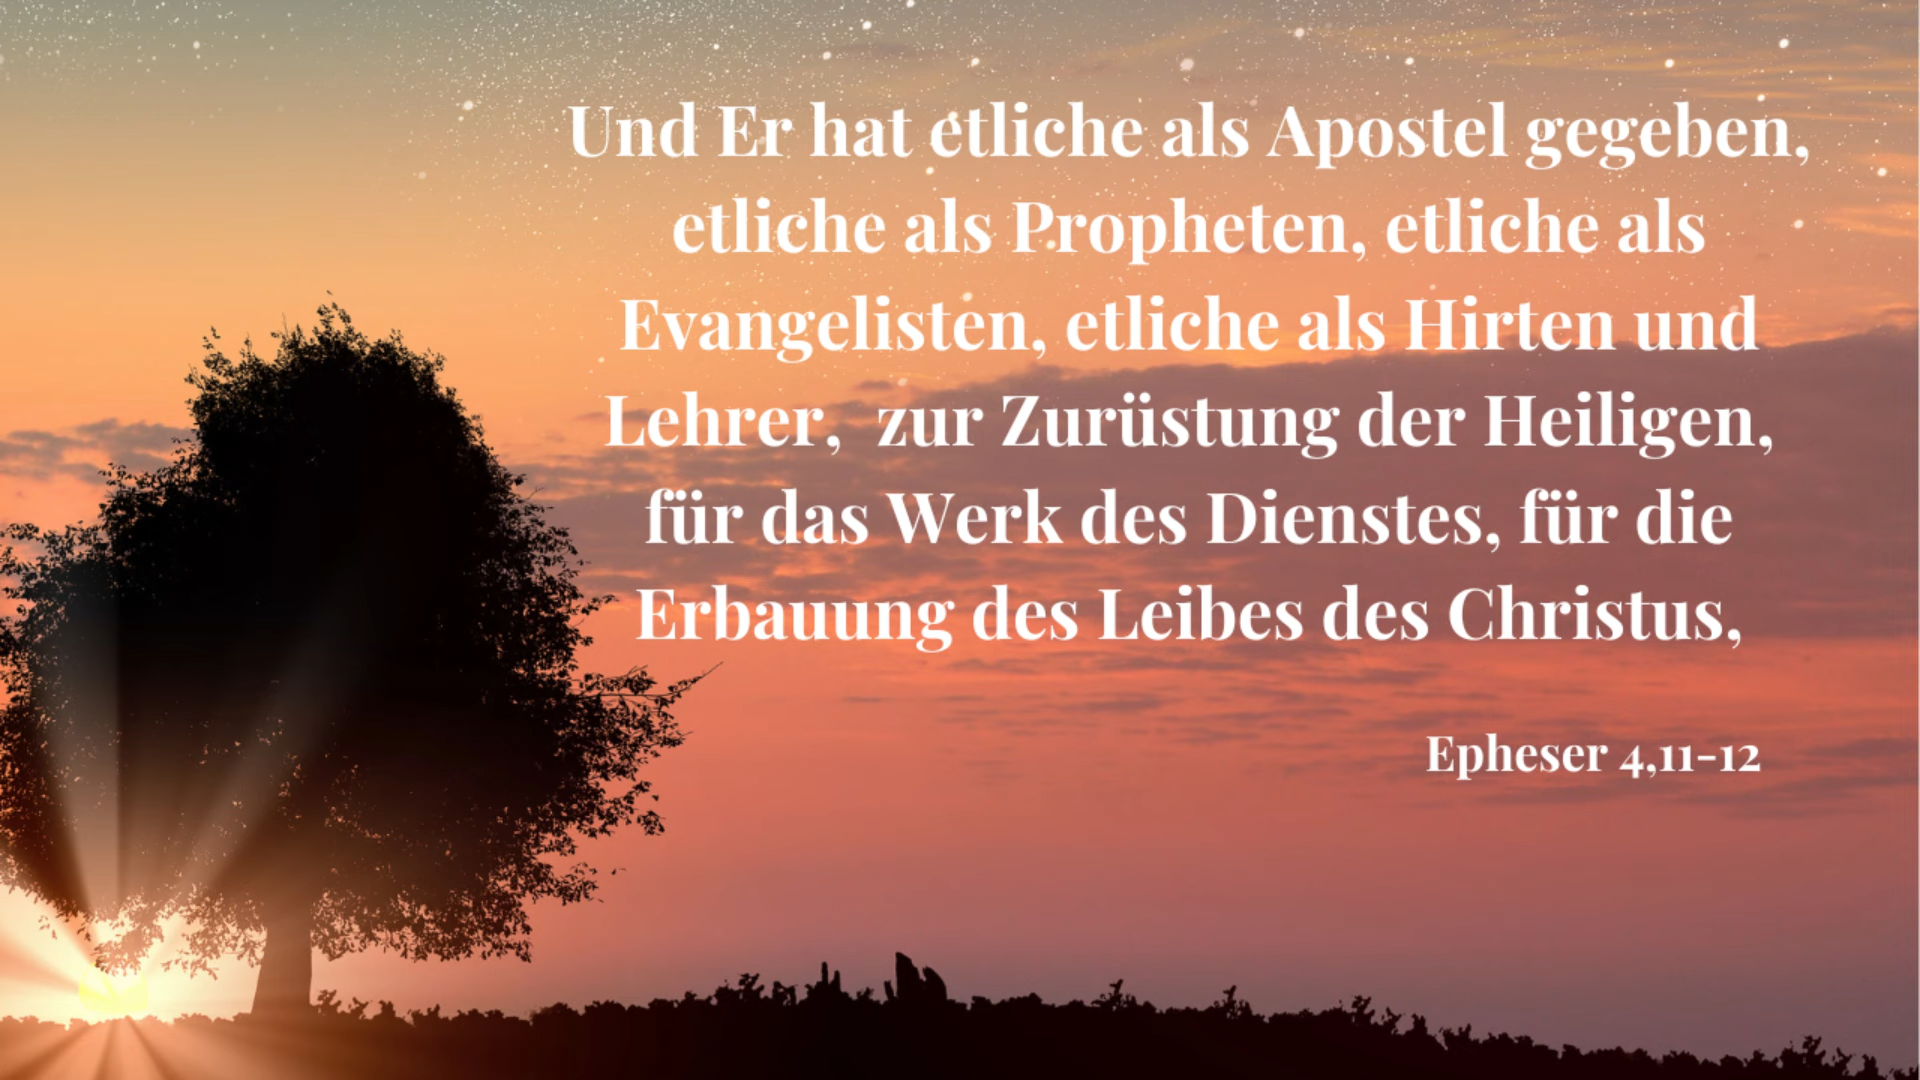 Und Er hat etliche als Apostel gegeben,
etliche als Propheten, etliche als
Evangelisten, etliche als Hirten und
Lehrer,  zur Zurüstung der Heiligen,
für das Werk des Dienstes, für die
Erbauung des Leibes des Christus,
Epheser 4,11-12